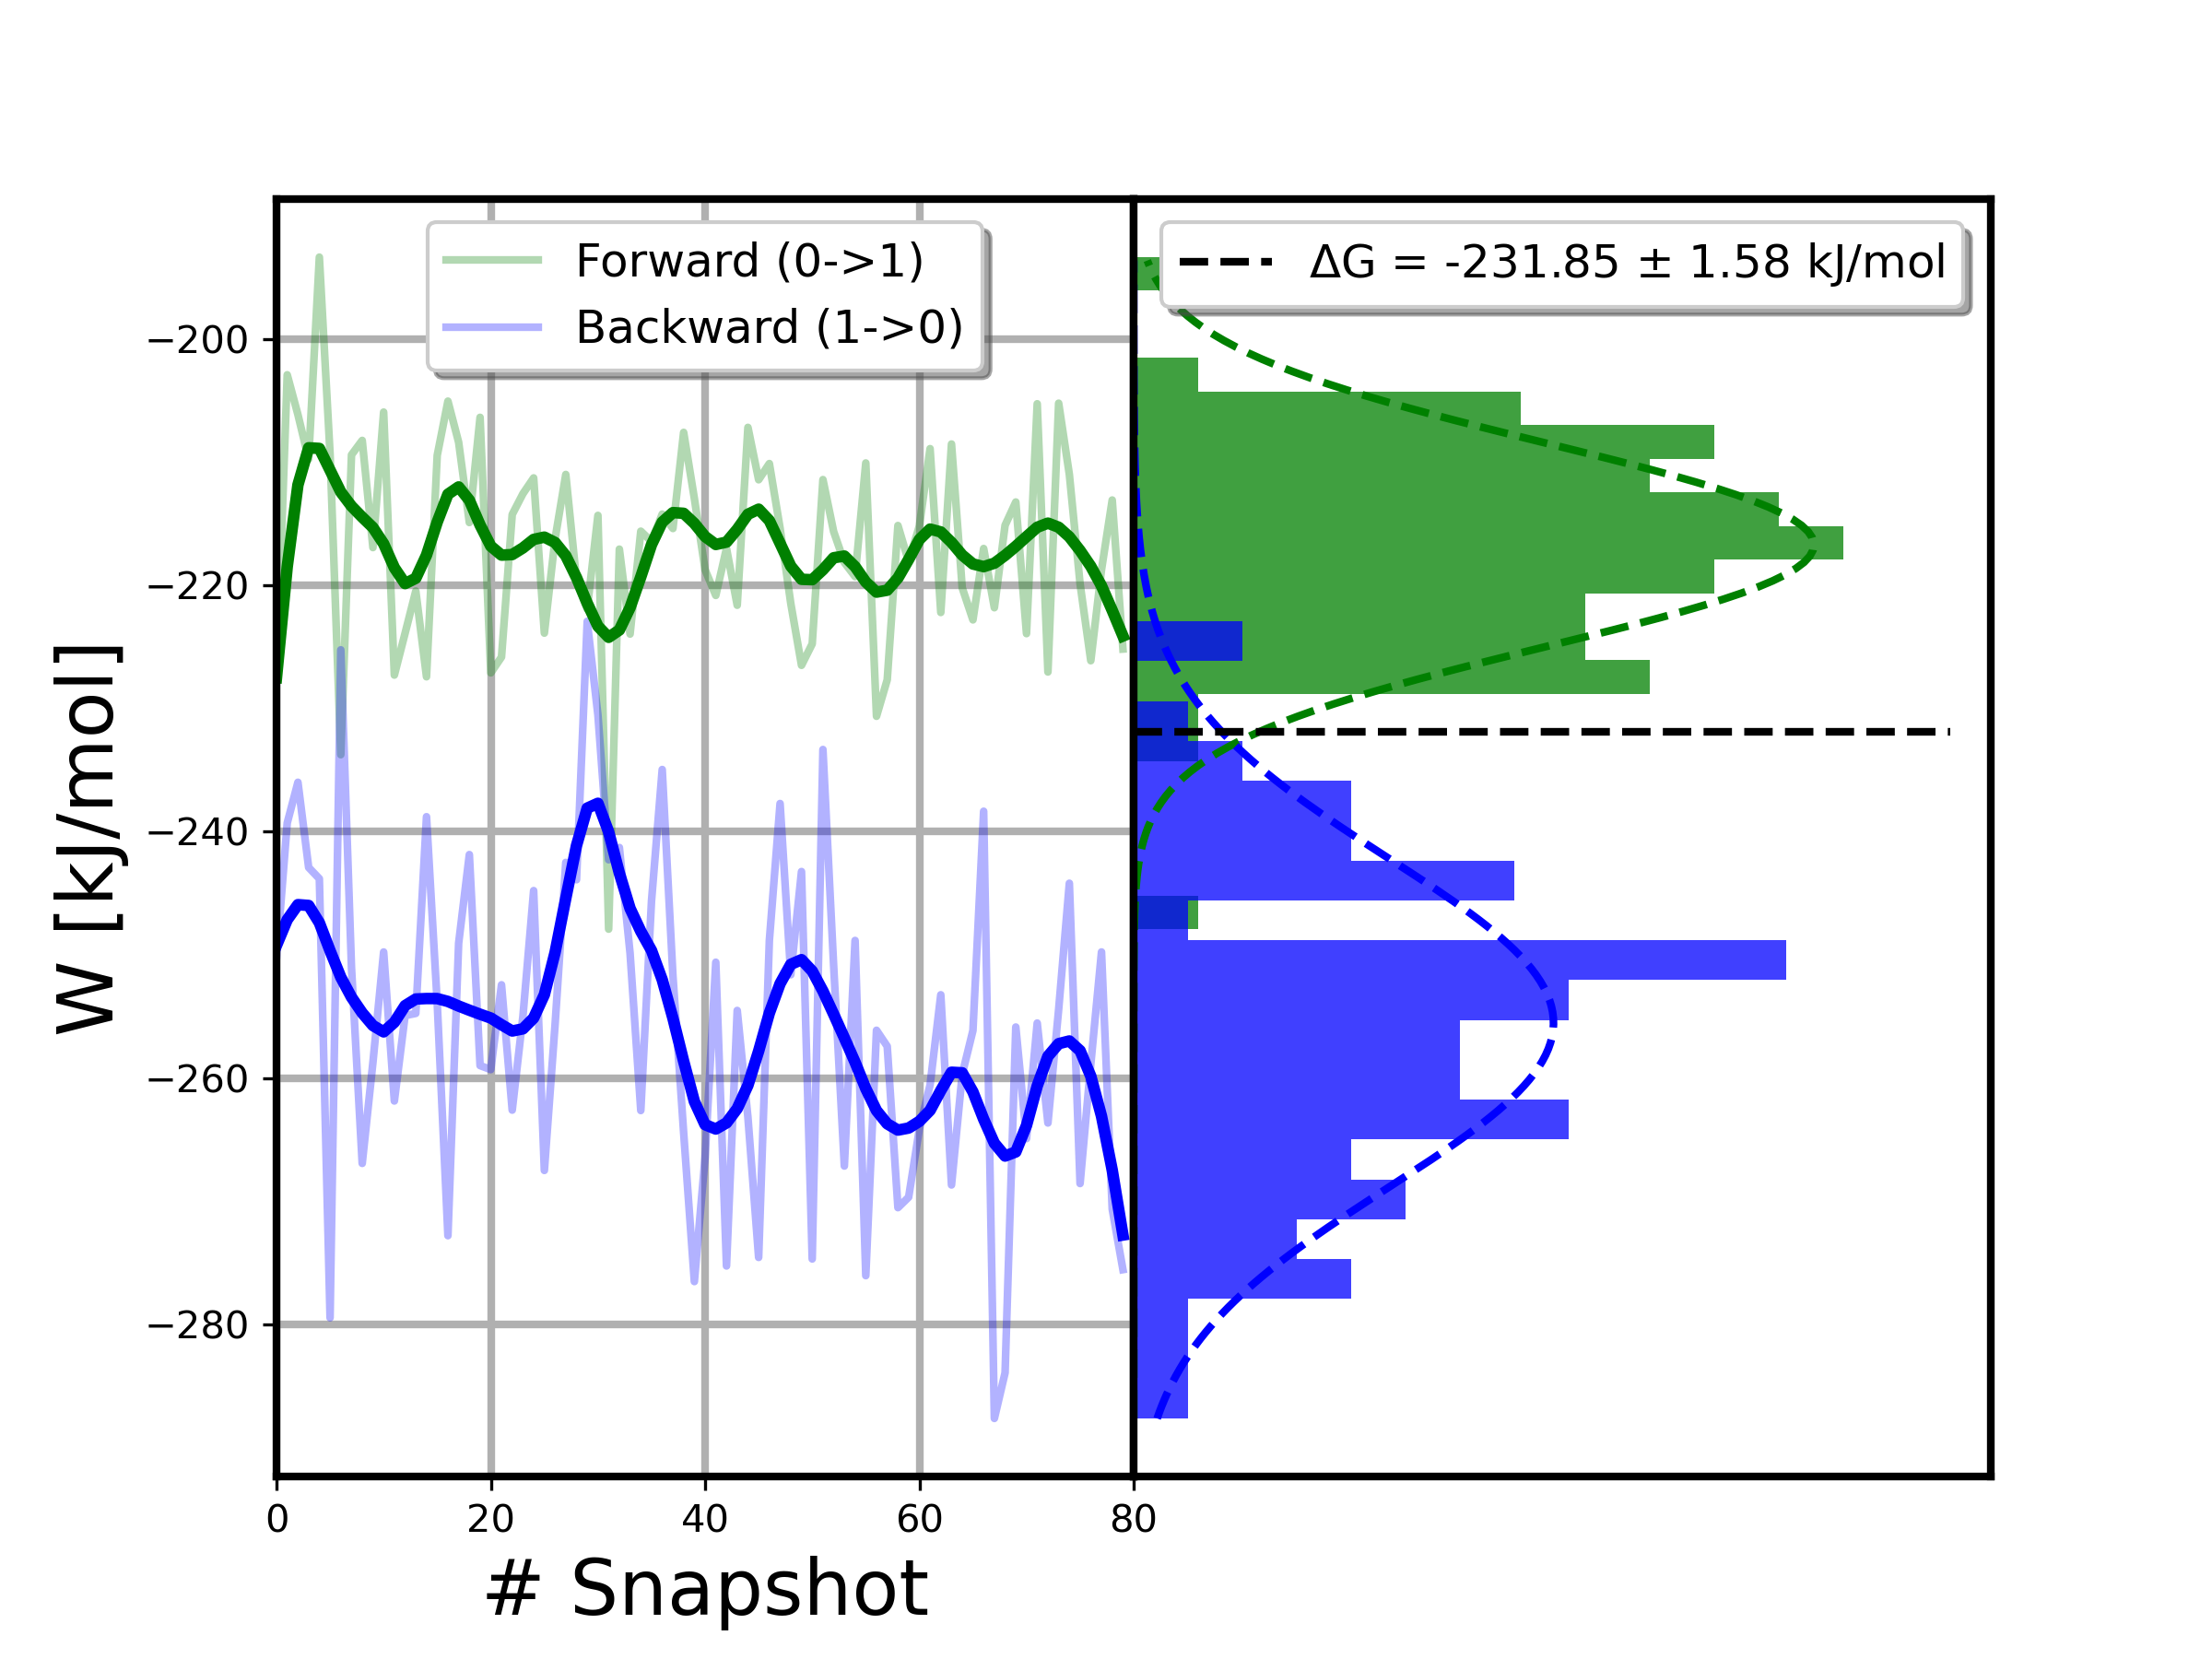 Forward (0->1)
Backward (1->0)
ΔG = -231.85 ± 1.58 kJ/mol
−200
−220
−240
−260
−280
W [kJ/mol]
0 20 40 60 80
# Snapshot